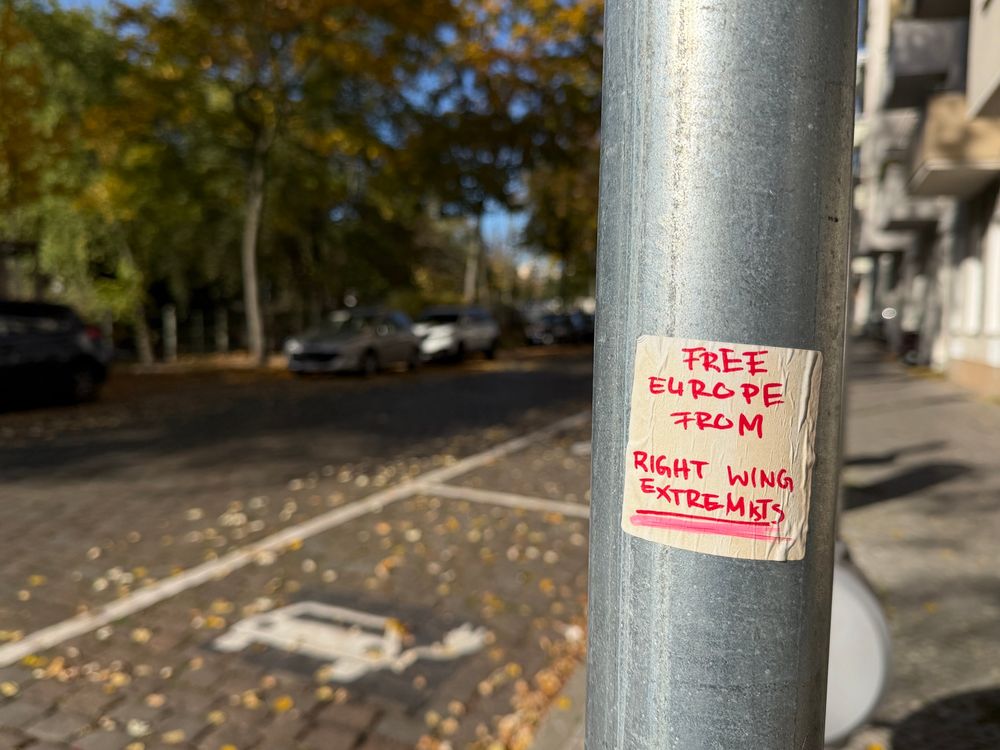 FREE
EUROPE
FROM
RIGHT WING
EXTREMISTS